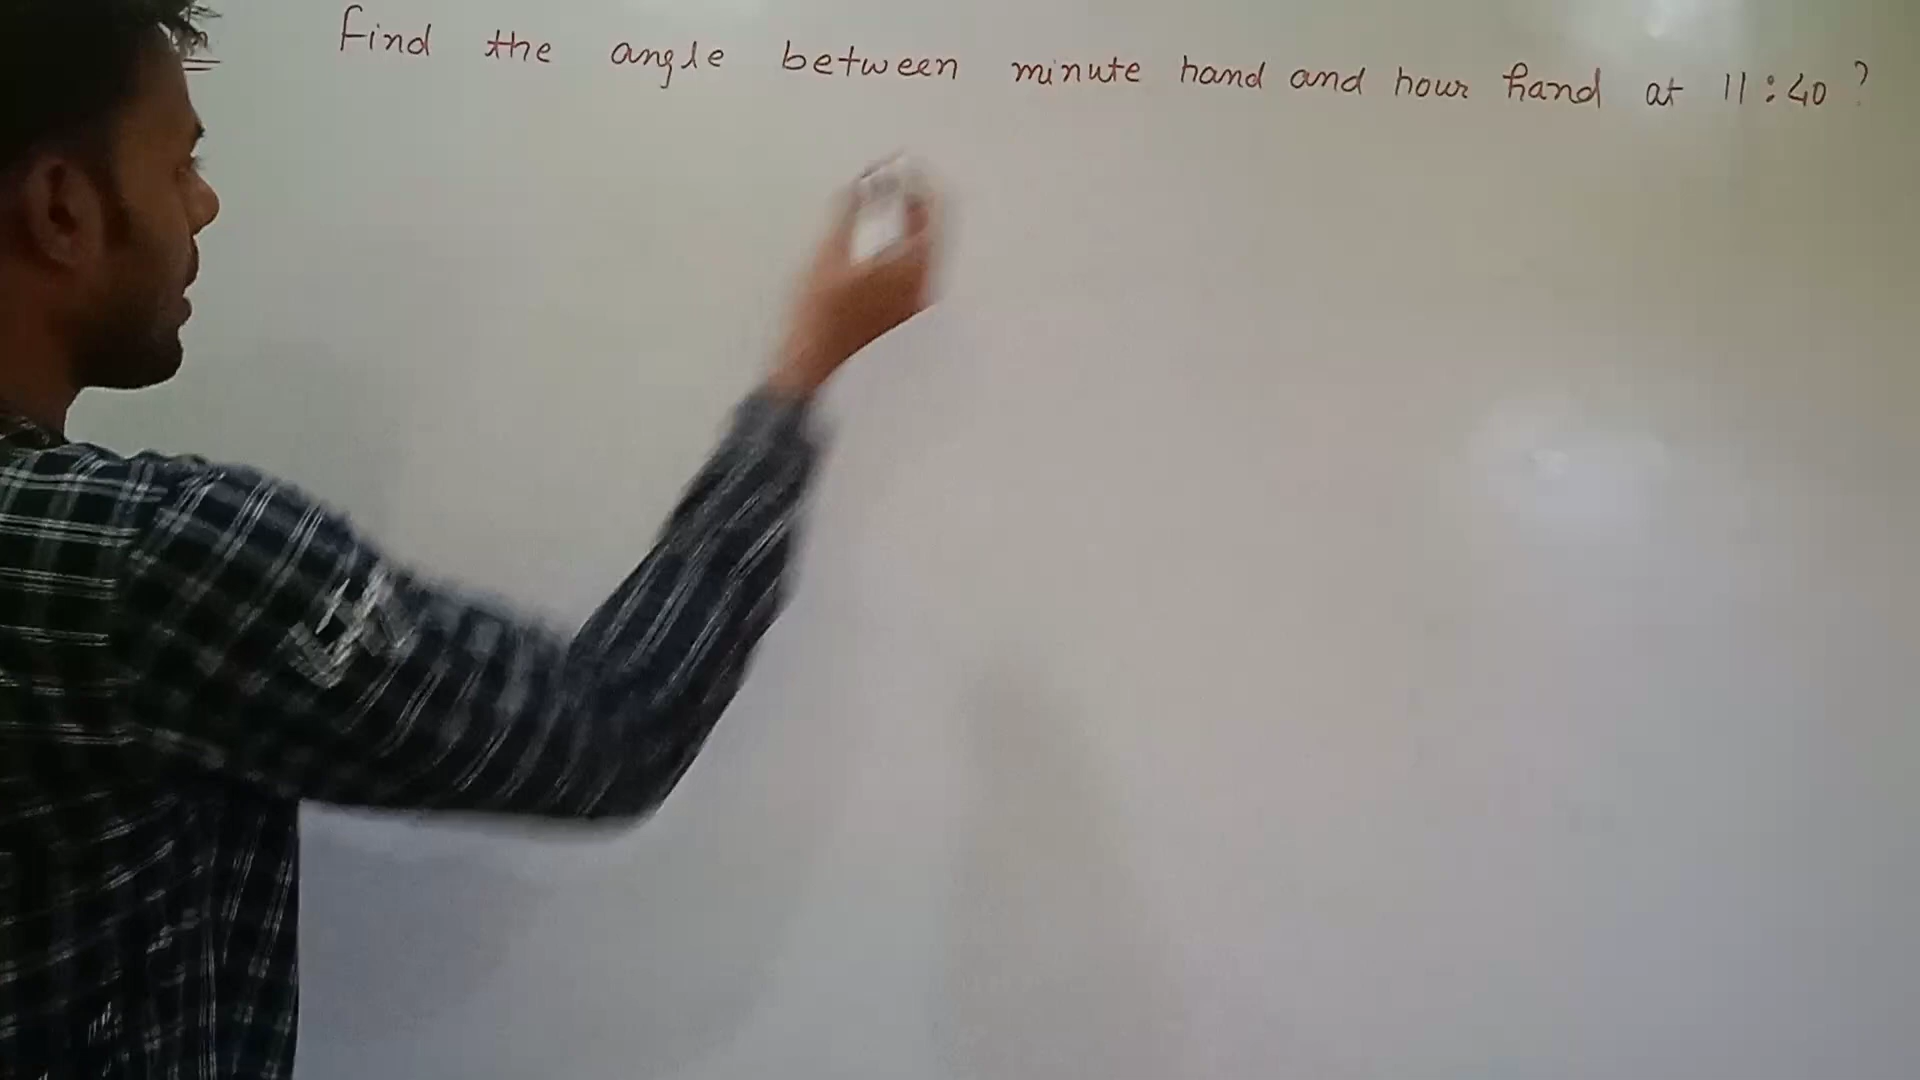 Find the angle between minute hand and hour hand at 11:40?